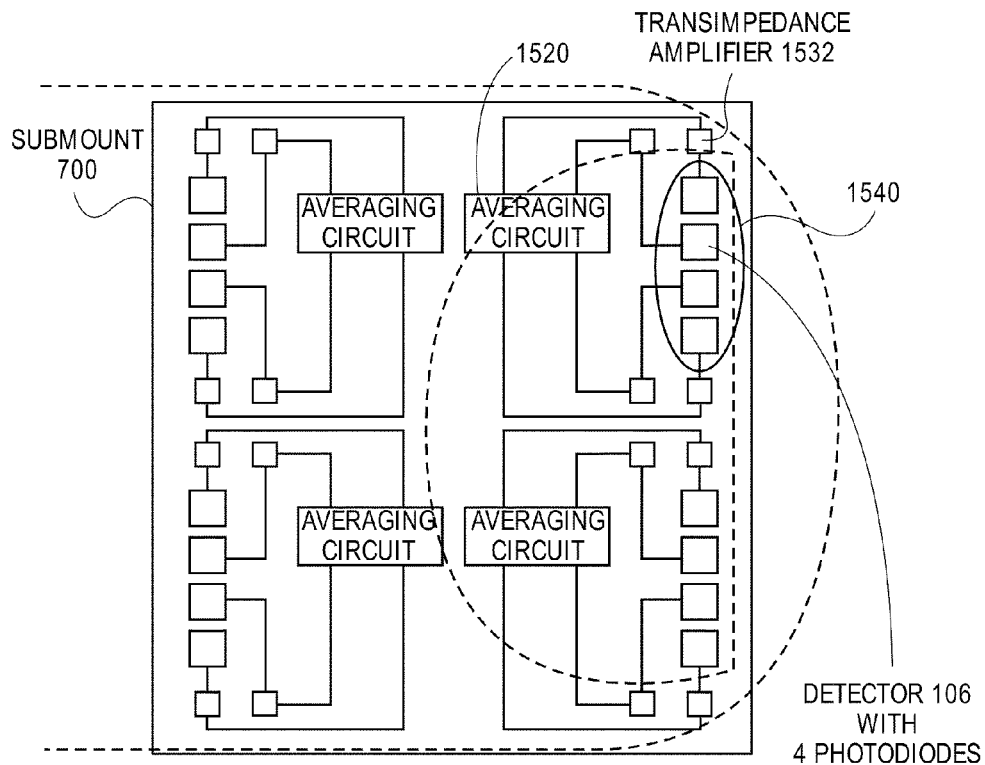 TRANSIMPEDANCE
AMPLIFIER 1532
1520
SUBMOUNT
700
1540
AVERAGING
CIRCUIT
AVERAGING
CIRCUIT
AVERAGING
CIRCUIT
AVERAGING
CIRCUIT
DETECTOR 106
WITH
4 PHOTODIODES